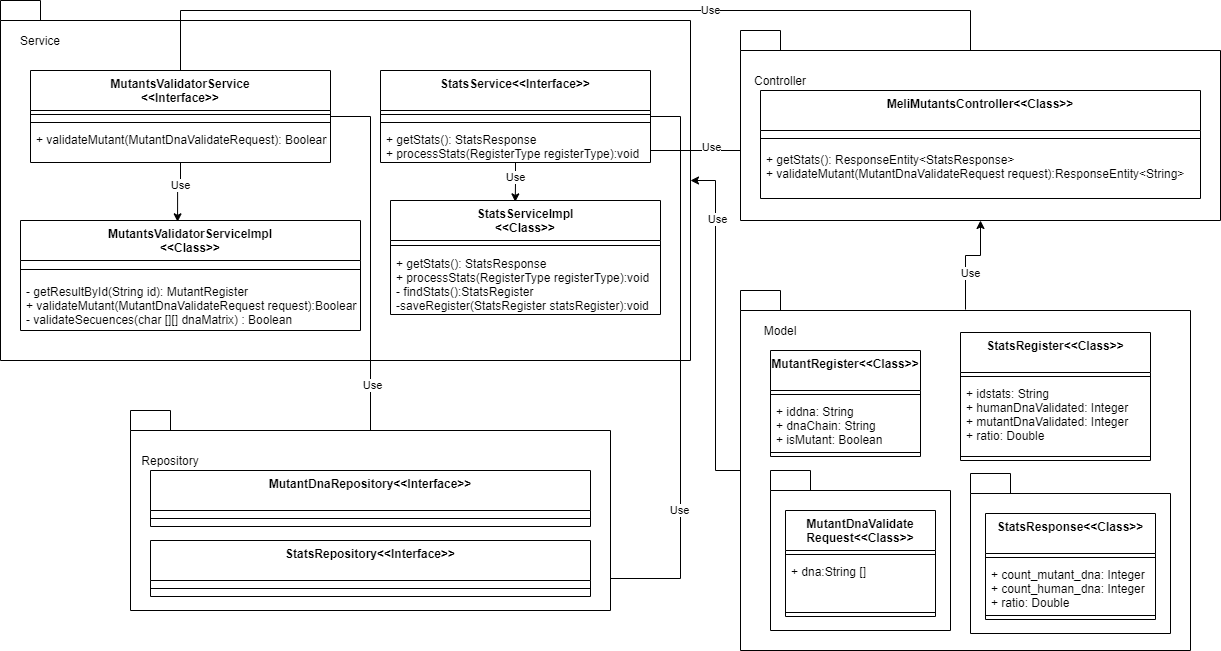 Use
Service
MutantsValidatorService
<<Interface>>
+ validateMutant(MutantDnaValidateRequest): Boolear
StatsService<<Interface>>
+ getStats(): StatsResponse
+ processStats(RegisterType registerType):void
Use
Use
Use
MutantsValidatorServiceImpl
<<Class>>
- getResultById(String id): MutantRegister
+ validateMutant(MutantDnaValidateRequest request):Boolear
- validateSecuences(char [][] dnaMatrix) : Boolean
StatsServiceImpl
<<Class>>
+ getStats(): StatsResponse
+ processStats(RegisterType registerType):void
- findStats():StatsRegister
-saveRegister(StatsRegister statsRegister):void
Controller
MeliMutantsController<<Class>>
+ getStats(): ResponseEntity<StatsResponse>
+ validateMutant(MutantDnaValidateRequest request):ResponseEntity<String>
Use
Use
Use
Repository
MutantDnaRepository<<Interface>>
StatsRepository<<Interface>>
Use
Model
MutantRegister<<Class>>
+ iddna: String
+ dnaChain: String
+ isMutant: Boolean
StatsRegister<<Class>>
+ idstats: String
+ humanDnaValidated: Integer
+ mutantDnaValidated: Integer
+ ratio: Double
MutantDnaValidate
Request<<Class>>
+ dna:String []
StatsResponse<<Class>>
+ count_mutant_dna: Integer
+ count_human_dna: Integer
+ ratio: Double